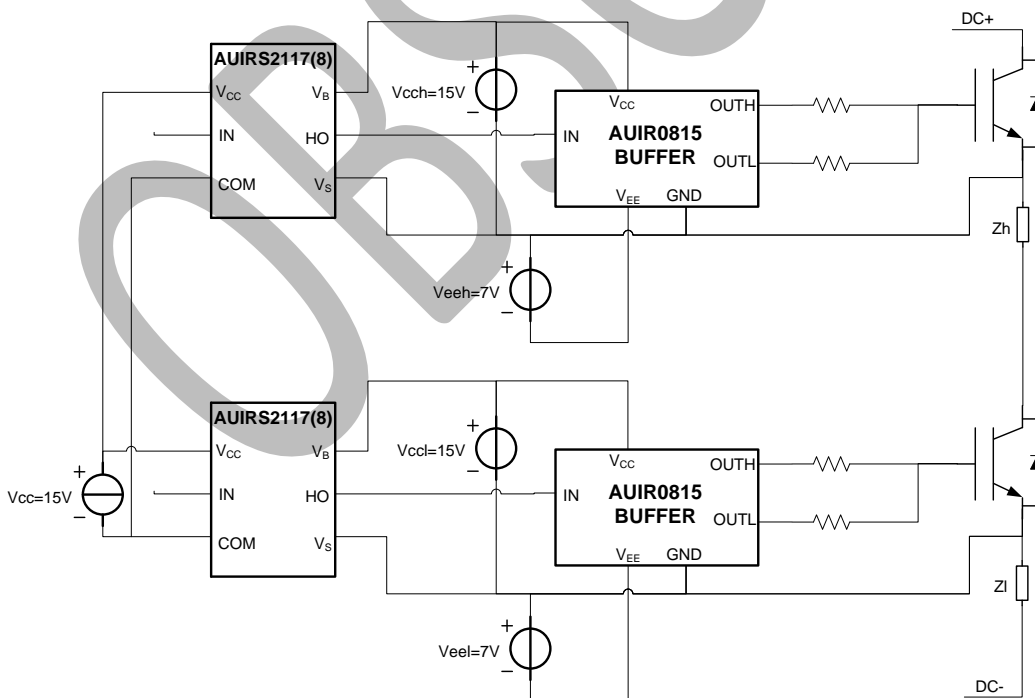 DC+
AUIRS2117(8)
VCC
VB
IN
HO
COM
VS
Vcch=15V
+
−
VCC
OUTH
IN
AUIR0815
BUFFER
OUTL
VEE
GND
Zh
Veeh=7V
+
−
AUIRS2117(8)
VCC
VB
IN
HO
COM
VS
Vcc=15V
+
−
Vccl=15V
+
−
VCC
OUTH
IN
AUIR0815
BUFFER
OUTL
VEE
GND
Zl
Veel=7V
+
−
DC-